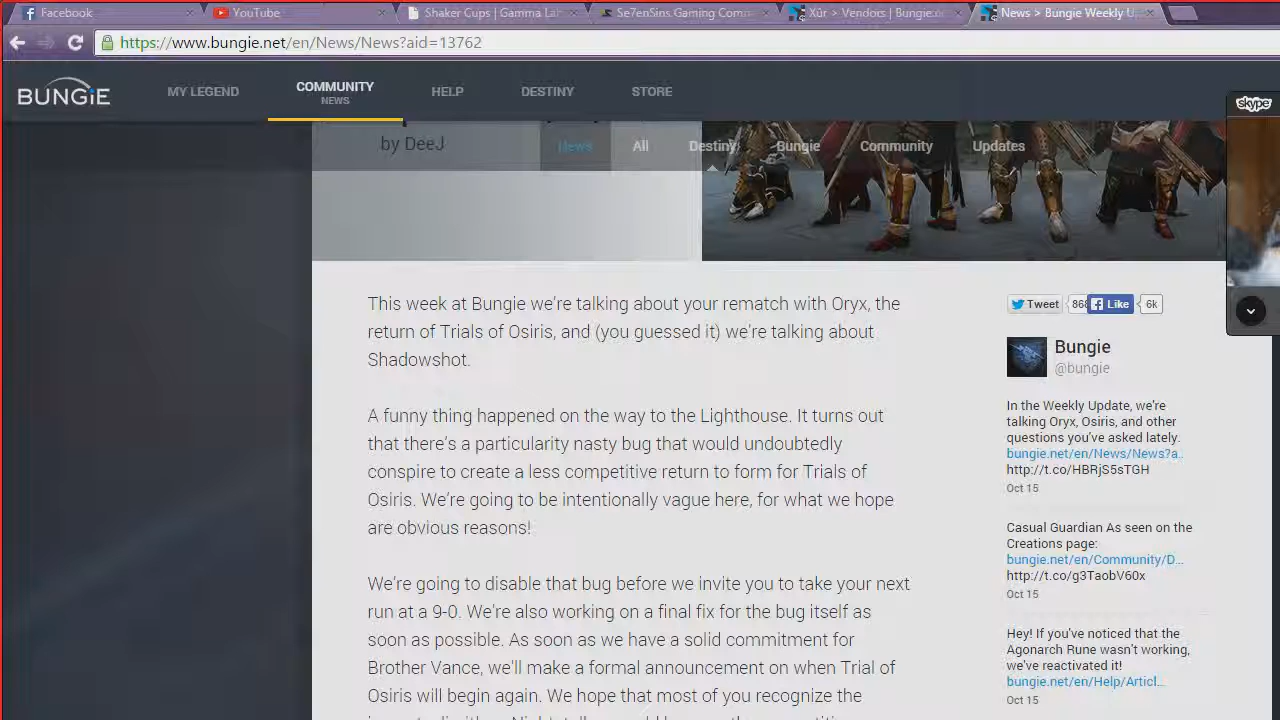 Facebook
YouTube
Shaker Cups | Gamma Lab
Se7enSins Gaming Comm
Xûr > Vendors | Bungie.
News > Bungie Weekly U
https://www.bungie.net/en/News/News?aid=13762
BUNGiE
MY LEGEND
COMMUNITY
NEWS
HELP
DESTINY
STORE
skype
by DeeJ
News
All
Destiny
Bungie
Community
Updates
This week at Bungie we're talking about your rematch with Oryx, the
return of Trials of Osiris, and (you guessed it) we're talking about
Shadowshot.
A funny thing happened on the way to the Lighthouse. It turns out
that there's a particularity nasty bug that would undoubtedly
conspire to create a less competitive return to form for Trials of
Osiris. We're going to be intentionally vague here, for what we hope
are obvious reasons!
We're going to disable that bug before we invite you to take your next
run at a 9-0. We're also working on a final fix for the bug itself as
soon as possible. As soon as we have a solid commitment for
Brother Vance, we'll make a formal announcement on when Trial of
Osiris will begin again. We hope that most of you recognize the
Tweet
868
Like
6k
Bungie
@bungie
In the Weekly Update, we're
talking Oryx, Osiris, and other
questions you've asked lately.
bungie.net/en/News/News?a..
http://t.co/HBRjS5sTGH
Oct 15
Casual Guardian As seen on the
Creations page:
bungie.net/en/Community/D...
http://t.co/g3TaobV60x
Oct 15
Hey! If you've noticed that the
Agonarch Rune wasn't working,
we've reactivated it!
bungie.net/en/Help/Articl...
Oct 15